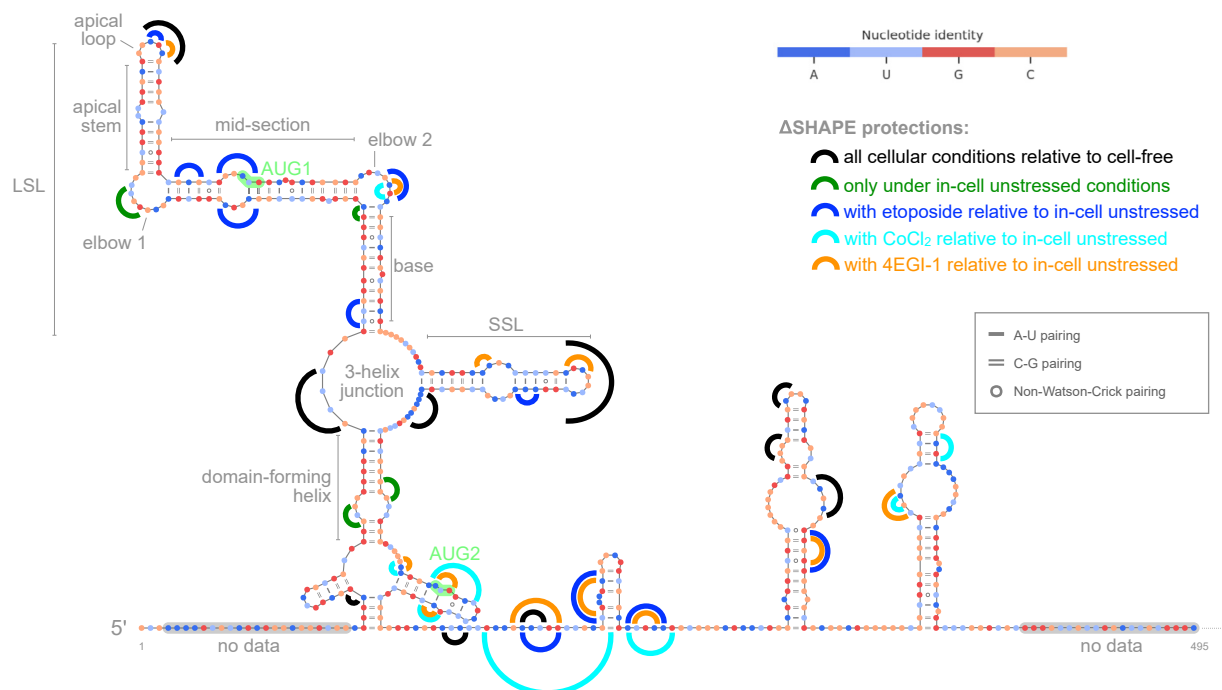 apical
loop
Nucleotide identity
A U G C
apical
stem
mid-section
ΔSHAPE protections:
elbow 2
all cellular conditions relative to cell-free
AUG1
LSL
only under in-cell unstressed conditions
with etoposide relative to in-cell unstressed
elbow 1
with CoCl₂ relative to in-cell unstressed
base
with 4EGI-1 relative to in-cell unstressed
SSL
A-U pairing
C-G pairing
Non-Watson-Crick pairing
3-helix
junction
domain-forming
helix
AUG2
5'
1
no data
no data
495